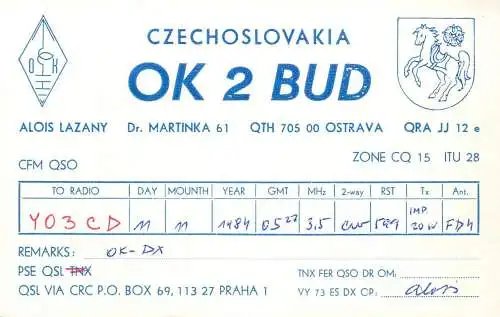 CZECHOSLOVAKIA
O K
OK 2 BUD
ALOIS LAZANY Dr. MARTINKA 61 QTH 705 00 OSTRAVA QRA JJ 12 e
CFM QSO ZONE CQ 15 ITU 28
TO RADIO DAY MOUNTH YEAR GMT MHz 2-way RST Tx Ant.
YO3CD 11 11 1984 0527 3,5 cw 599 IMP. 20W FD4
REMARKS: OK-DX
PSE QSL TNX TNX FER QSO DR OM:
QSL VIA CRC P.O. BOX 69, 113 27 PRAHA 1 VY 73 ES DX CP: Alois